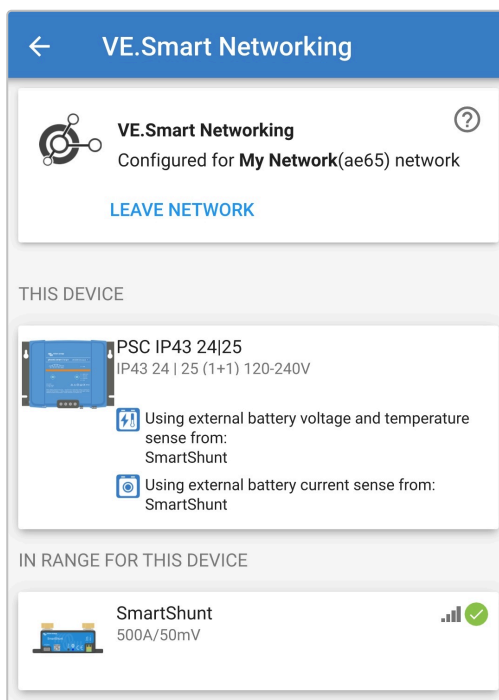 VE.Smart Networking
VE.Smart Networking
Configured for My Network(ae65) network
LEAVE NETWORK
THIS DEVICE
PSC IP43 24|25
IP43 24 | 25 (1+1) 120-240V
Using external battery voltage and temperature
sense from:
SmartShunt
Using external battery current sense from:
SmartShunt
IN RANGE FOR THIS DEVICE
SmartShunt
500A/50mV